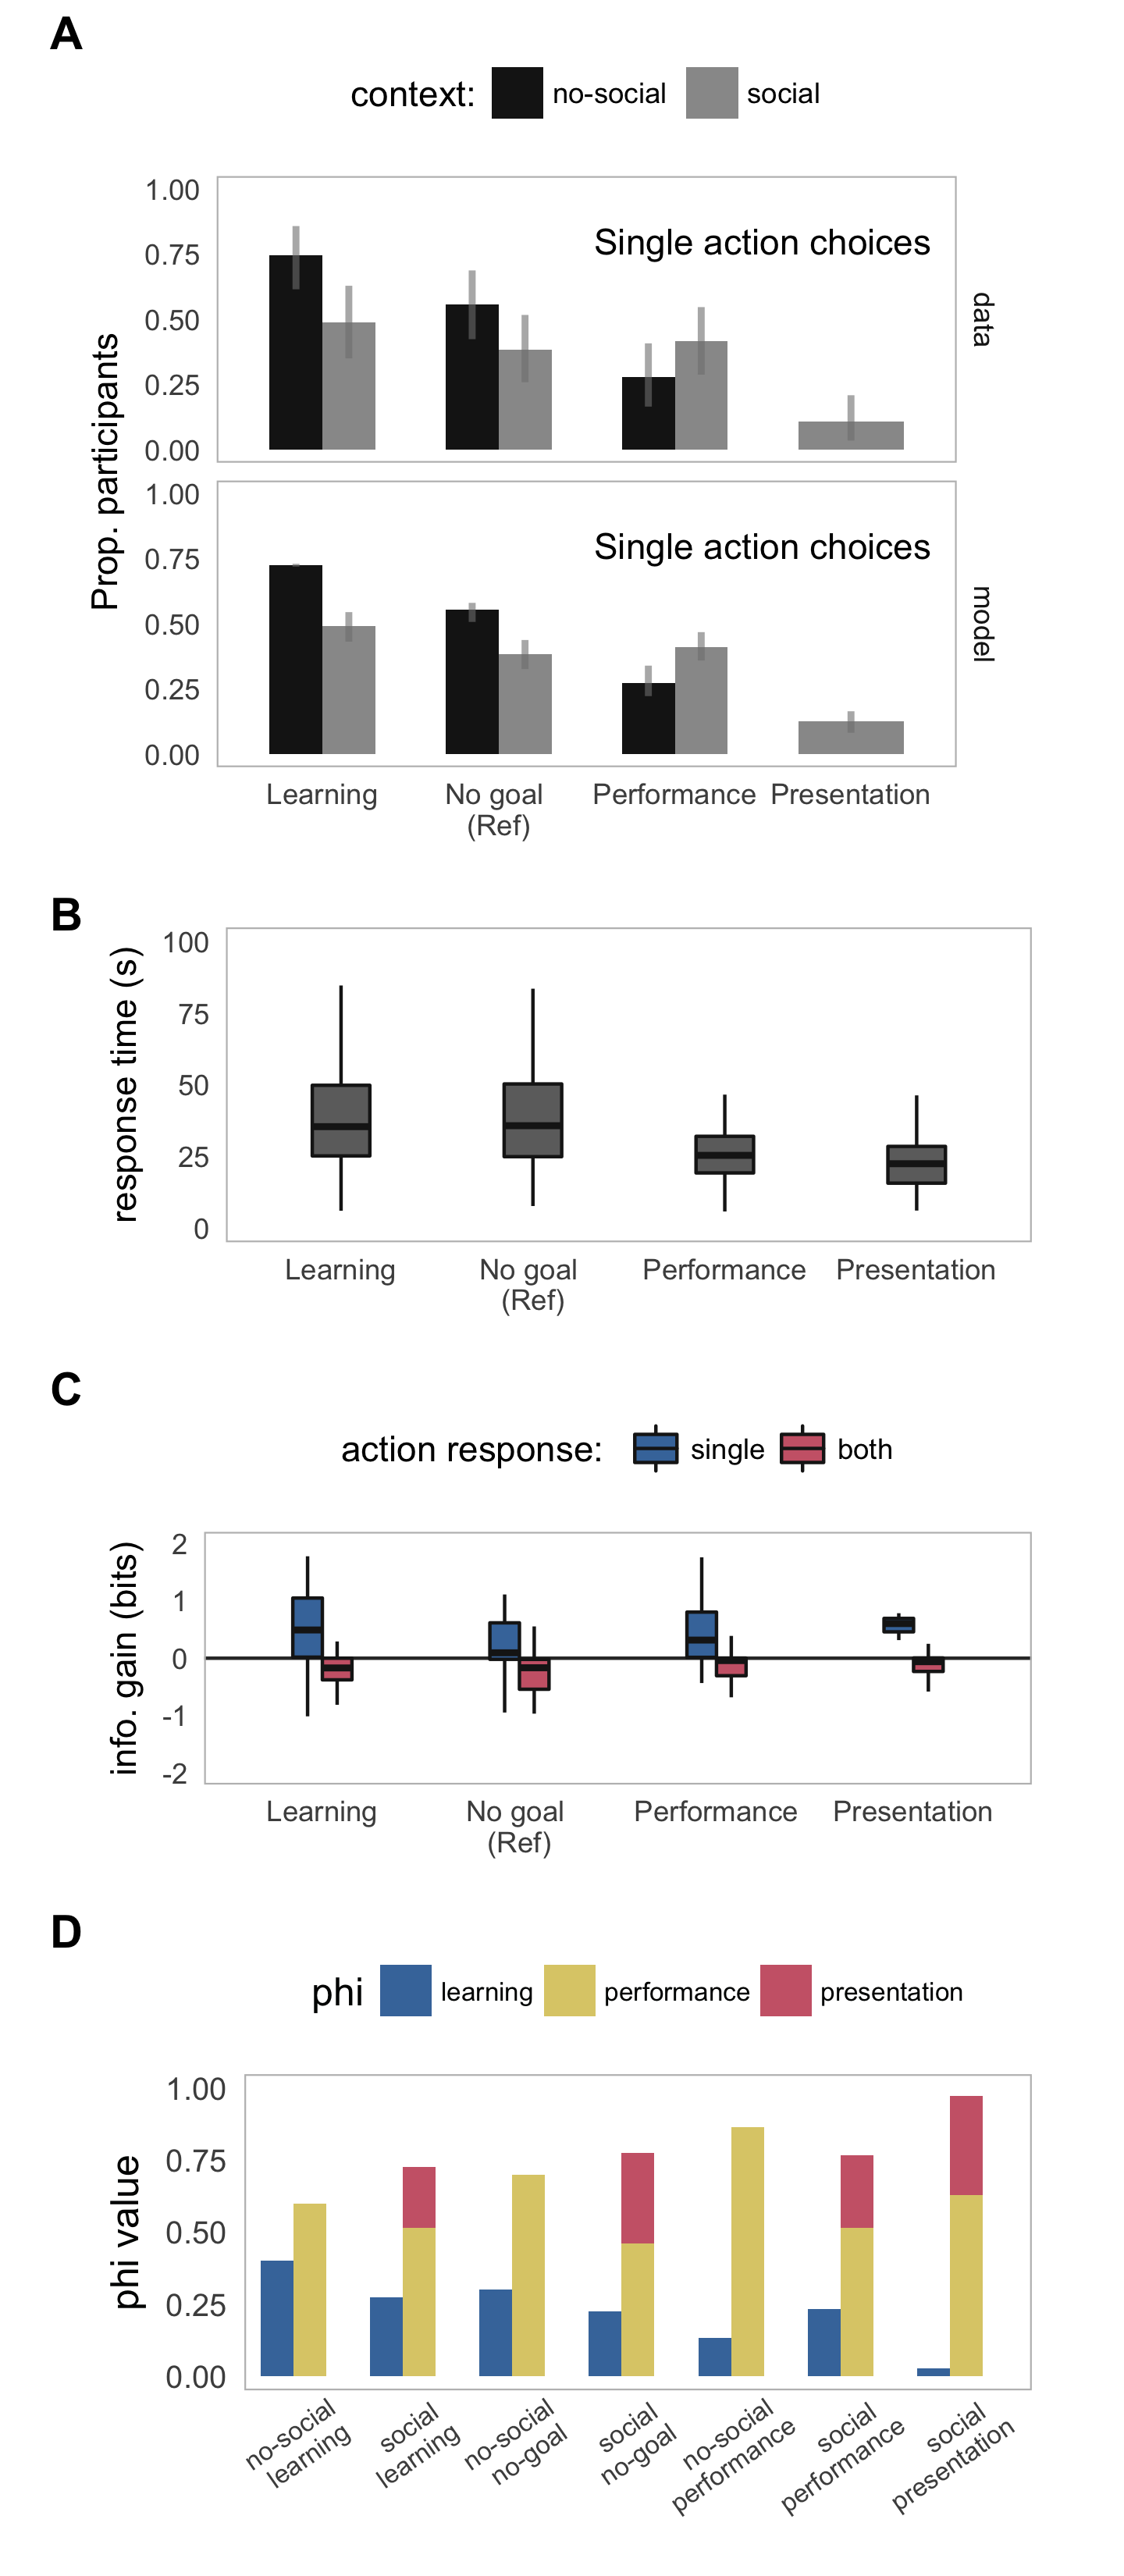 A
context: no-social social
1.00
0.75
0.50
0.25
0.00
Single action choices
data
Prop. participants
1.00
0.75
0.50
0.25
0.00
Single action choices
model
Learning No goal Performance Presentation
(Ref)
B
response time (s)
100
75
50
25
0
Learning No goal Performance Presentation
(Ref)
C
action response: single both
info. gain (bits)
2
1
0
-1
-2
Learning No goal Performance Presentation
(Ref)
D
phi learning performance presentation
phi value
1.00
0.75
0.50
0.25
0.00
no-social
learning
social
learning
no-social
no-goal
social
no-goal
no-social
performance
social
performance
social
presentation